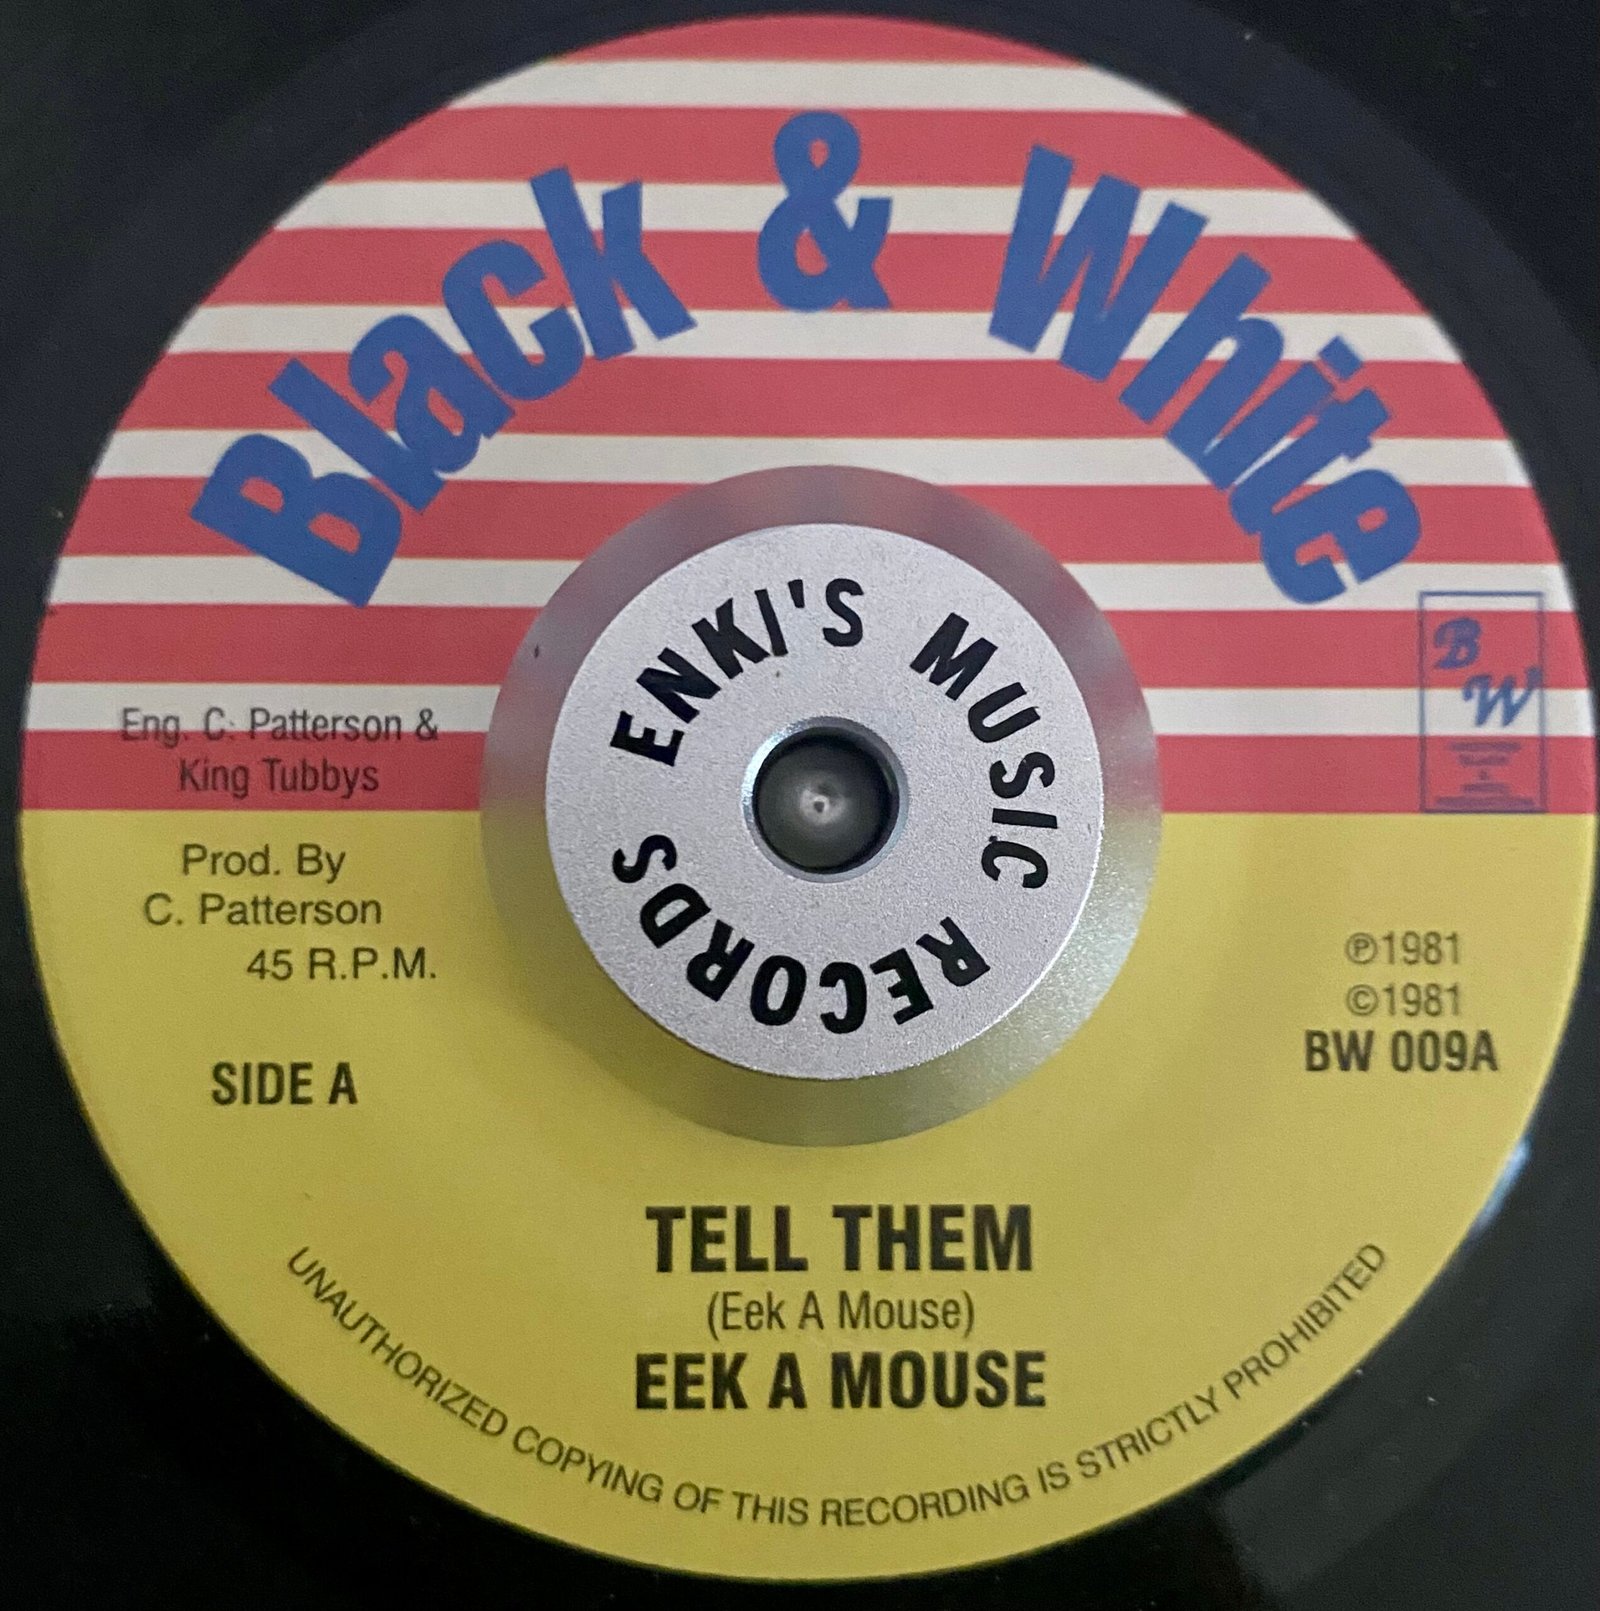 Black & White
B
W
Eng. C. Patterson &
King Tubbys
Prod. By
C. Patterson
45 R.P.M.
SIDE A
ENKI'S MUSIC RECORDS
℗1981
©1981
BW 009A
TELL THEM
(Eek A Mouse)
EEK A MOUSE
UNAUTHORIZED COPYING OF THIS RECORDING IS STRICTLY PROHIBITED